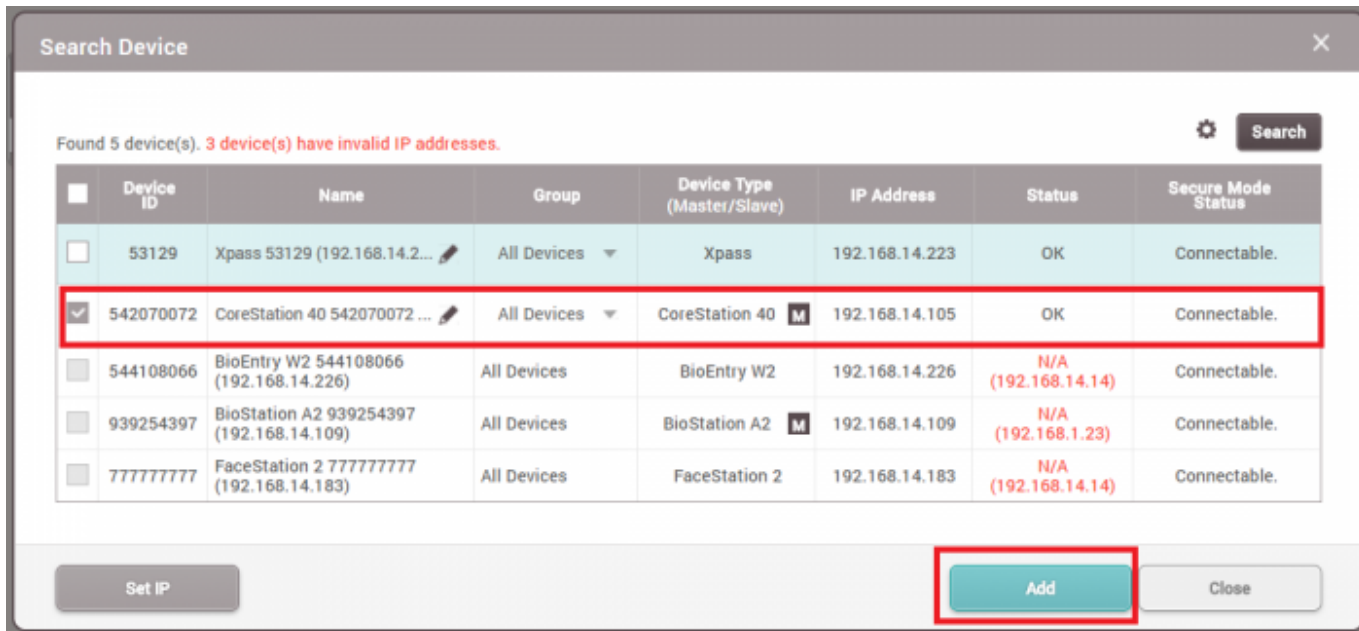 Search Device
Found 5 device(s). 3 device(s) have invalid IP addresses.
Search
Device ID Name Group Device Type (Master/Slave) IP Address Status Secure Mode Status
53129 Xpass 53129 (192.168.14.2... All Devices Xpass 192.168.14.223 OK Connectable.
542070072 CoreStation 40 542070072 ... All Devices CoreStation 40 M 192.168.14.105 OK Connectable.
544108066 BioEntry W2 544108066 (192.168.14.226) All Devices BioEntry W2 192.168.14.226 N/A (192.168.14.14) Connectable.
939254397 BioStation A2 939254397 (192.168.14.109) All Devices BioStation A2 M 192.168.14.109 N/A (192.168.1.23) Connectable.
777777777 FaceStation 2 777777777 (192.168.14.183) All Devices FaceStation 2 192.168.14.183 N/A (192.168.14.14) Connectable.
Set IP Add Close